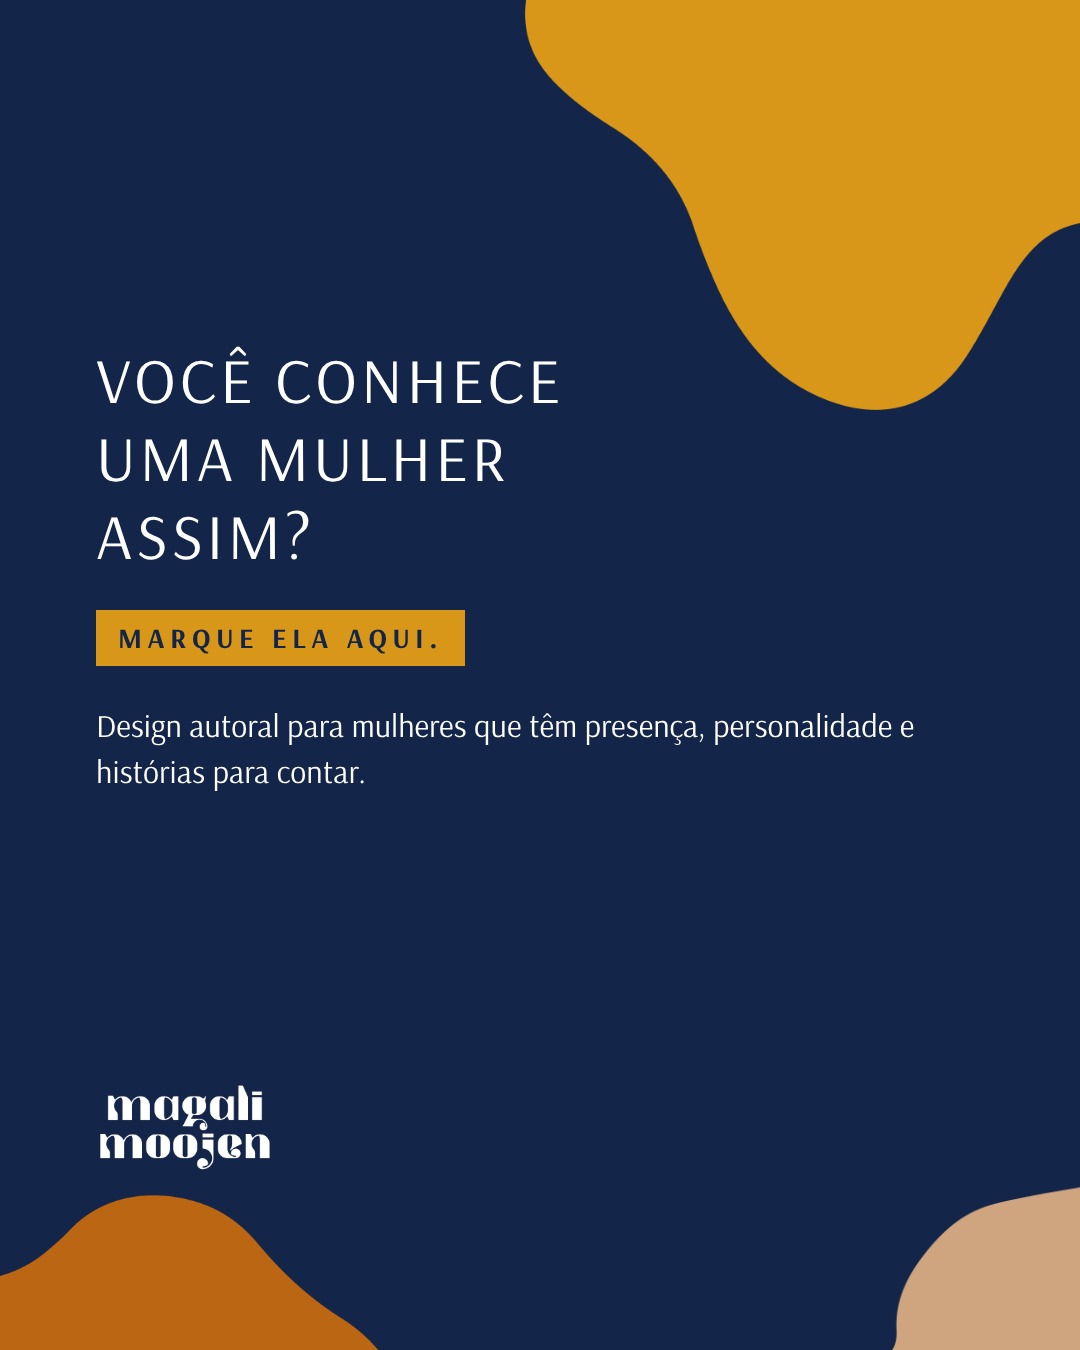 VOCÊ CONHECE
UMA MULHER
ASSIM?
MARQUE ELA AQUI.
Design autoral para mulheres que têm presença, personalidade e
histórias para contar.
magali
moojen